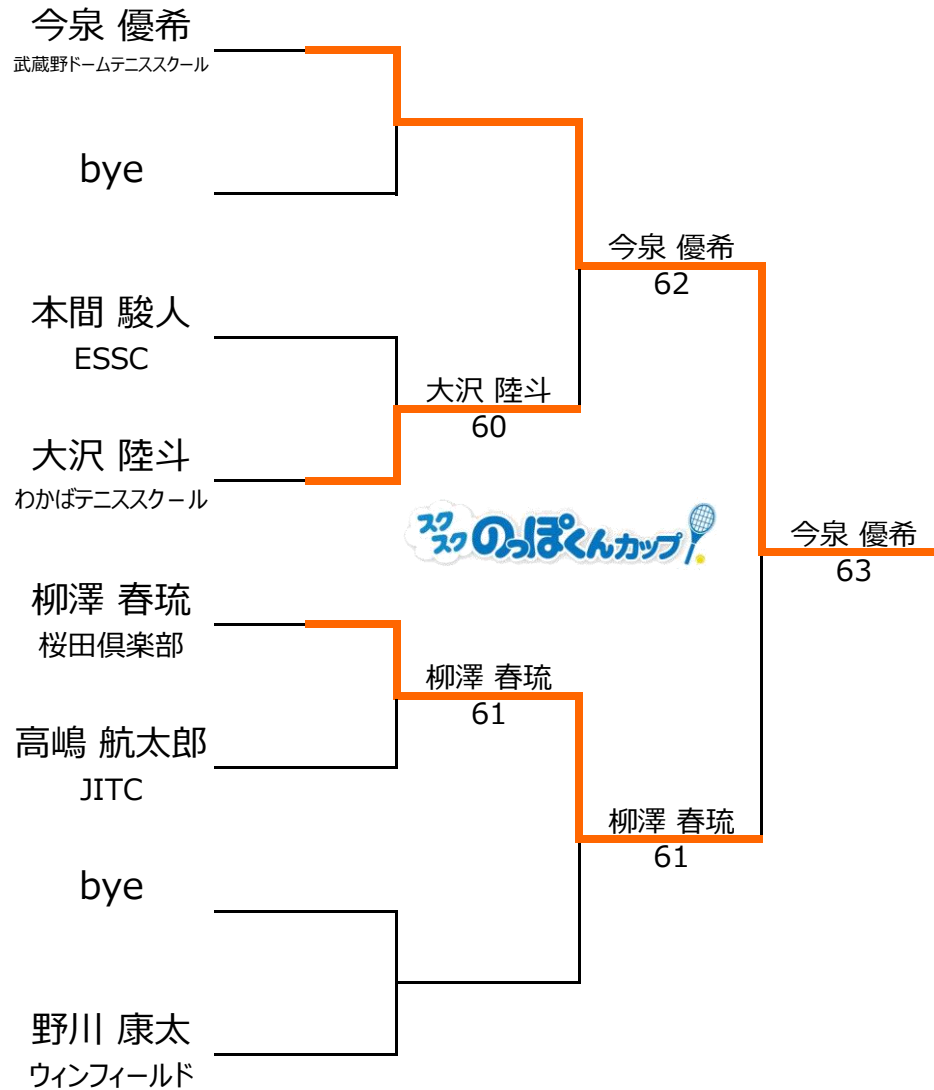 今泉 優希
武蔵野ドームテニススクール
bye
今泉 優希
62
本間 駿人
ESSC
大沢 陸斗
60
大沢 陸斗
わかばテニススクール
スクスク のっぽくんカップ
今泉 優希
63
柳澤 春琉
桜田倶楽部
柳澤 春琉
61
高嶋 航太郎
JITC
柳澤 春琉
61
bye
野川 康太
ウィンフィールド